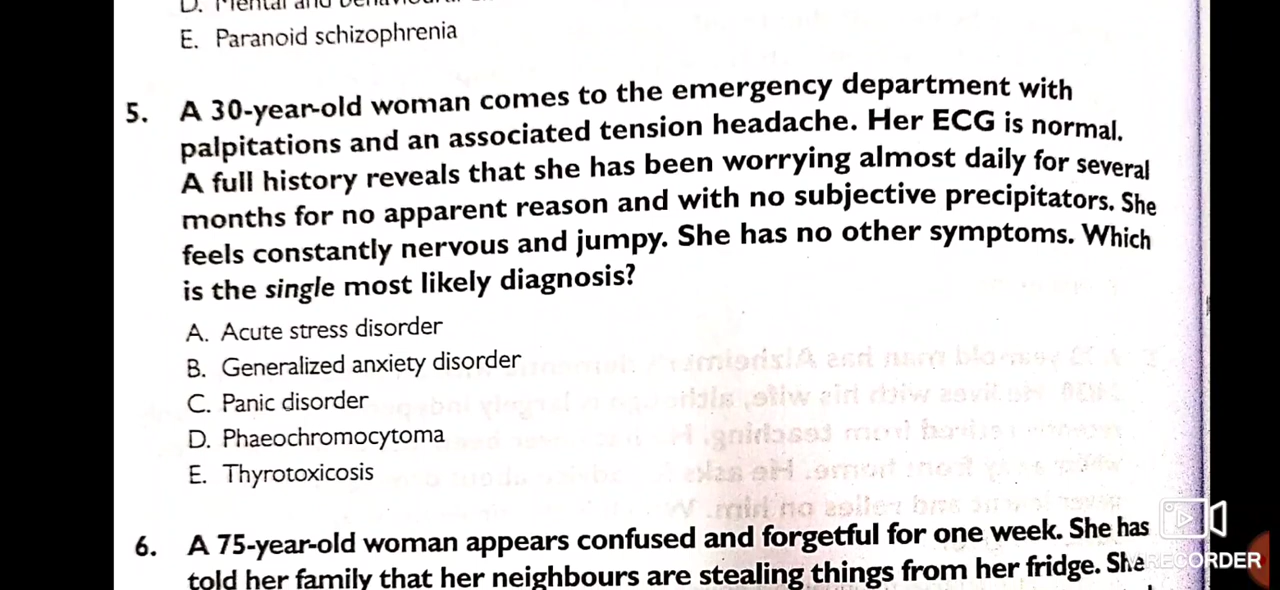 E. Paranoid schizophrenia
5. A 30-year-old woman comes to the emergency department with
palpitations and an associated tension headache. Her ECG is normal.
A full history reveals that she has been worrying almost daily for several
months for no apparent reason and with no subjective precipitators. She
feels constantly nervous and jumpy. She has no other symptoms. Which
is the single most likely diagnosis?
A. Acute stress disorder
B. Generalized anxiety disorder
C. Panic disorder
D. Phaeochromocytoma
E. Thyrotoxicosis
6. A 75-year-old woman appears confused and forgetful for one week. She has
told her family that her neighbours are stealing things from her fridge. She
RECORDER